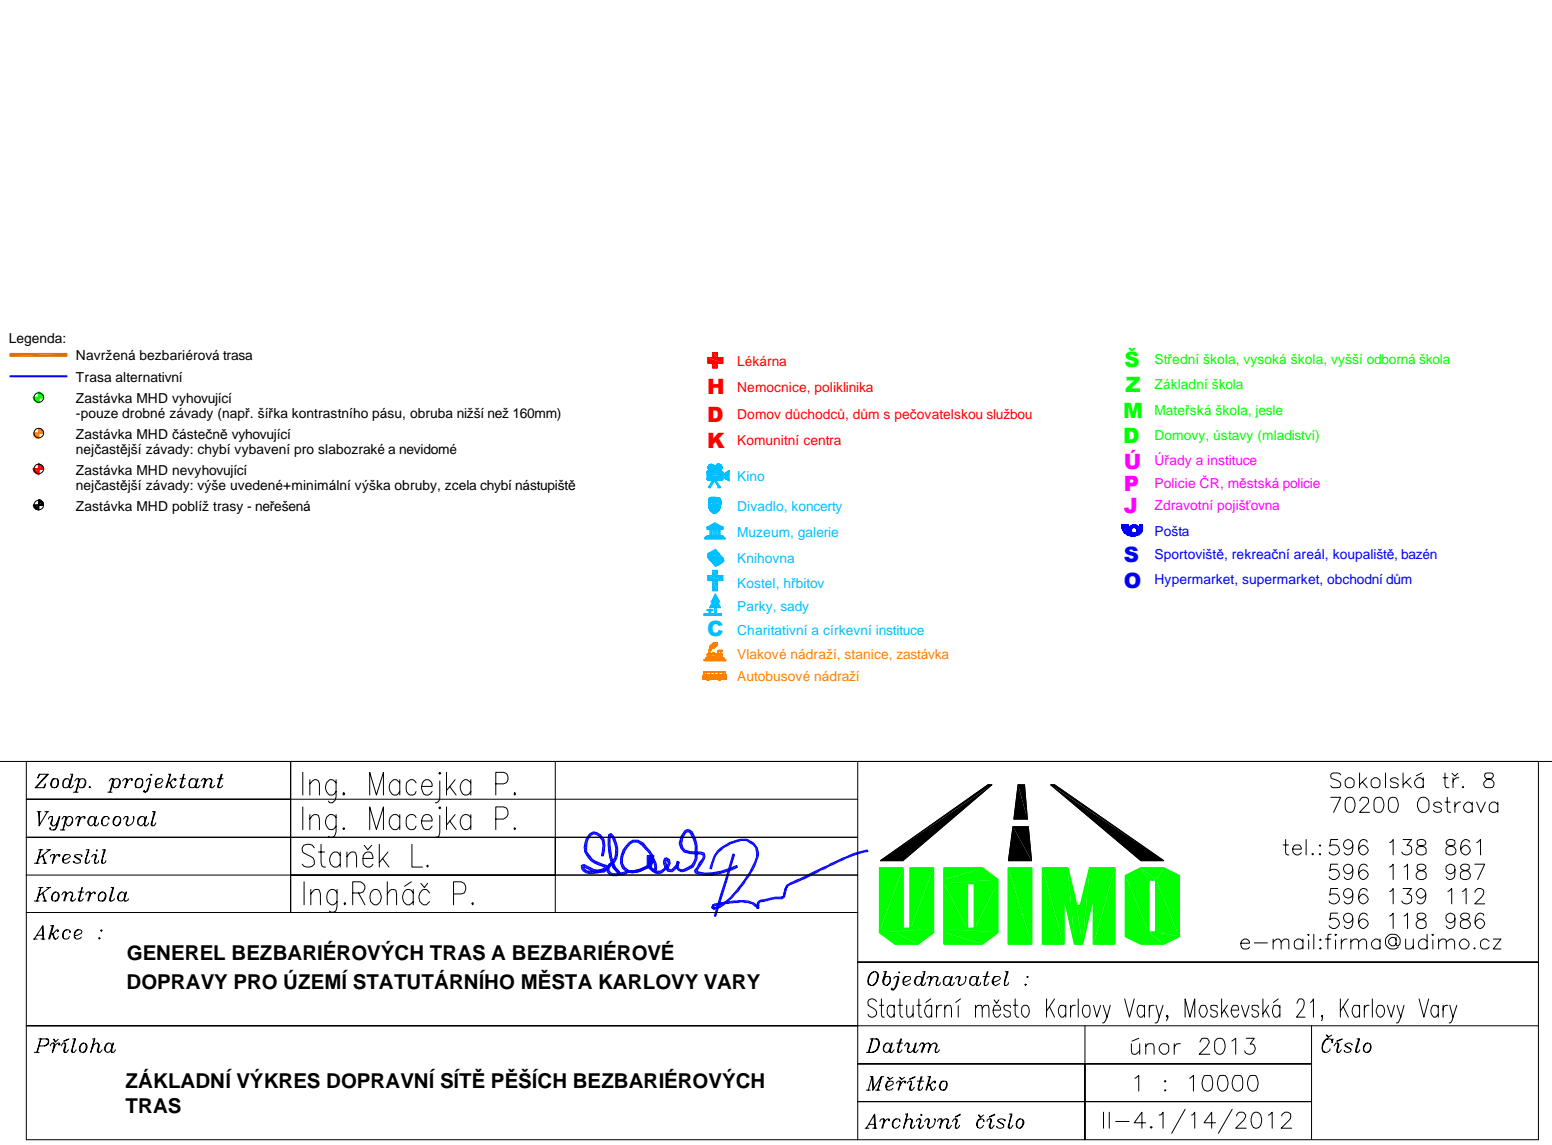 Legenda:
Navržená bezbariérová trasa
Trasa alternativní
Zastávka MHD vyhovující
-pouze drobné závady (např. šířka kontrastního pásu, obruba nižší než 160mm)
Zastávka MHD částečně vyhovující
nejčastější závady: chybí vybavení pro slabozraké a nevidomé
Zastávka MHD nevyhovující
nejčastější závady: výše uvedené+minimální výška obruby, zcela chybí nástupiště
Zastávka MHD poblíž trasy - neřešená
Lékárna
H Nemocnice, poliklinika
D Domov důchodců, dům s pečovatelskou službou
K Komunitní centra
Kino
Divadlo, koncerty
Muzeum, galerie
Knihovna
Kostel, hřbitov
Parky, sady
C Charitativní a církevní instituce
Vlakové nádraží, stanice, zastávka
Autobusové nádraží
Š Střední škola, vysoká škola, vyšší odborná škola
Z Základní škola
M Mateřská škola, jesle
D Domovy, ústavy (mladiství)
Ú Úřady a instituce
P Policie ČR, městská policie
J Zdravotní pojišťovna
Pošta
S Sportoviště, rekreační areál, koupaliště, bazén
O Hypermarket, supermarket, obchodní dům
Zodp. projektant Ing. Macejka P.
Vypracoval Ing. Macejka P.
Kreslil Staněk L.
Kontrola Ing.Roháč P.
Akce :
GENEREL BEZBARIÉROVÝCH TRAS A BEZBARIÉROVÉ
DOPRAVY PRO ÚZEMÍ STATUTÁRNÍHO MĚSTA KARLOVY VARY
Příloha
ZÁKLADNÍ VÝKRES DOPRAVNÍ SÍTĚ PĚŠÍCH BEZBARIÉROVÝCH
TRAS
UDIMO
Sokolská tř. 8
70200 Ostrava
tel.:596 138 861
596 118 987
596 139 112
596 118 986
e-mail:firma@udimo.cz
Objednavatel :
Statutární město Karlovy Vary, Moskevská 21, Karlovy Vary
Datum únor 2013
Měřítko 1 : 10000
Archivní číslo II-4.1/14/2012
Číslo